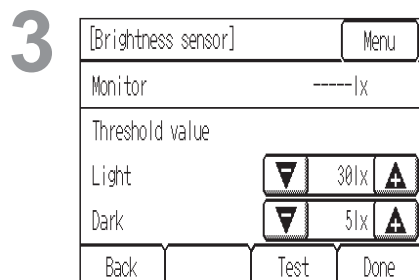 3
[Brightness sensor] Menu
Monitor -----lx
Threshold value
Light 30lx
Dark 5lx
Back Test Done